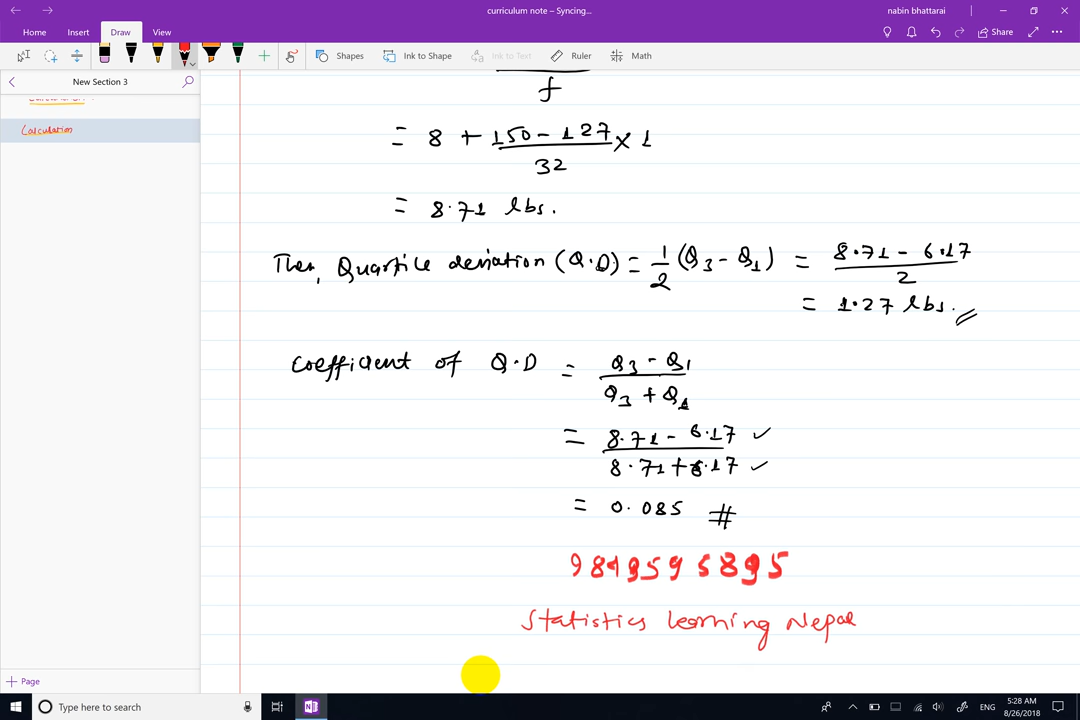 curriculum note – Syncing...
nabin bhattarai
Home Insert Draw View
Share
Shapes Ink to Shape Ink to Text Ruler Math
New Section 3
Calculation
f
= 8 + 150 - 127 / 32 × 1
= 8.71 lbs.
Then, Quartile deviation (Q.D) = 1/2 (Q3 - Q1) = 8.71 - 6.17 / 2
= 1.27 lbs.
Coefficient of Q.D = Q3 - Q1 / Q3 + Q1
= 8.71 - 6.17 / 8.71 + 6.17
= 0.085 #
Statistics learning Nepal
+ Page
Type here to search
ENG
5:28 AM
8/26/2018